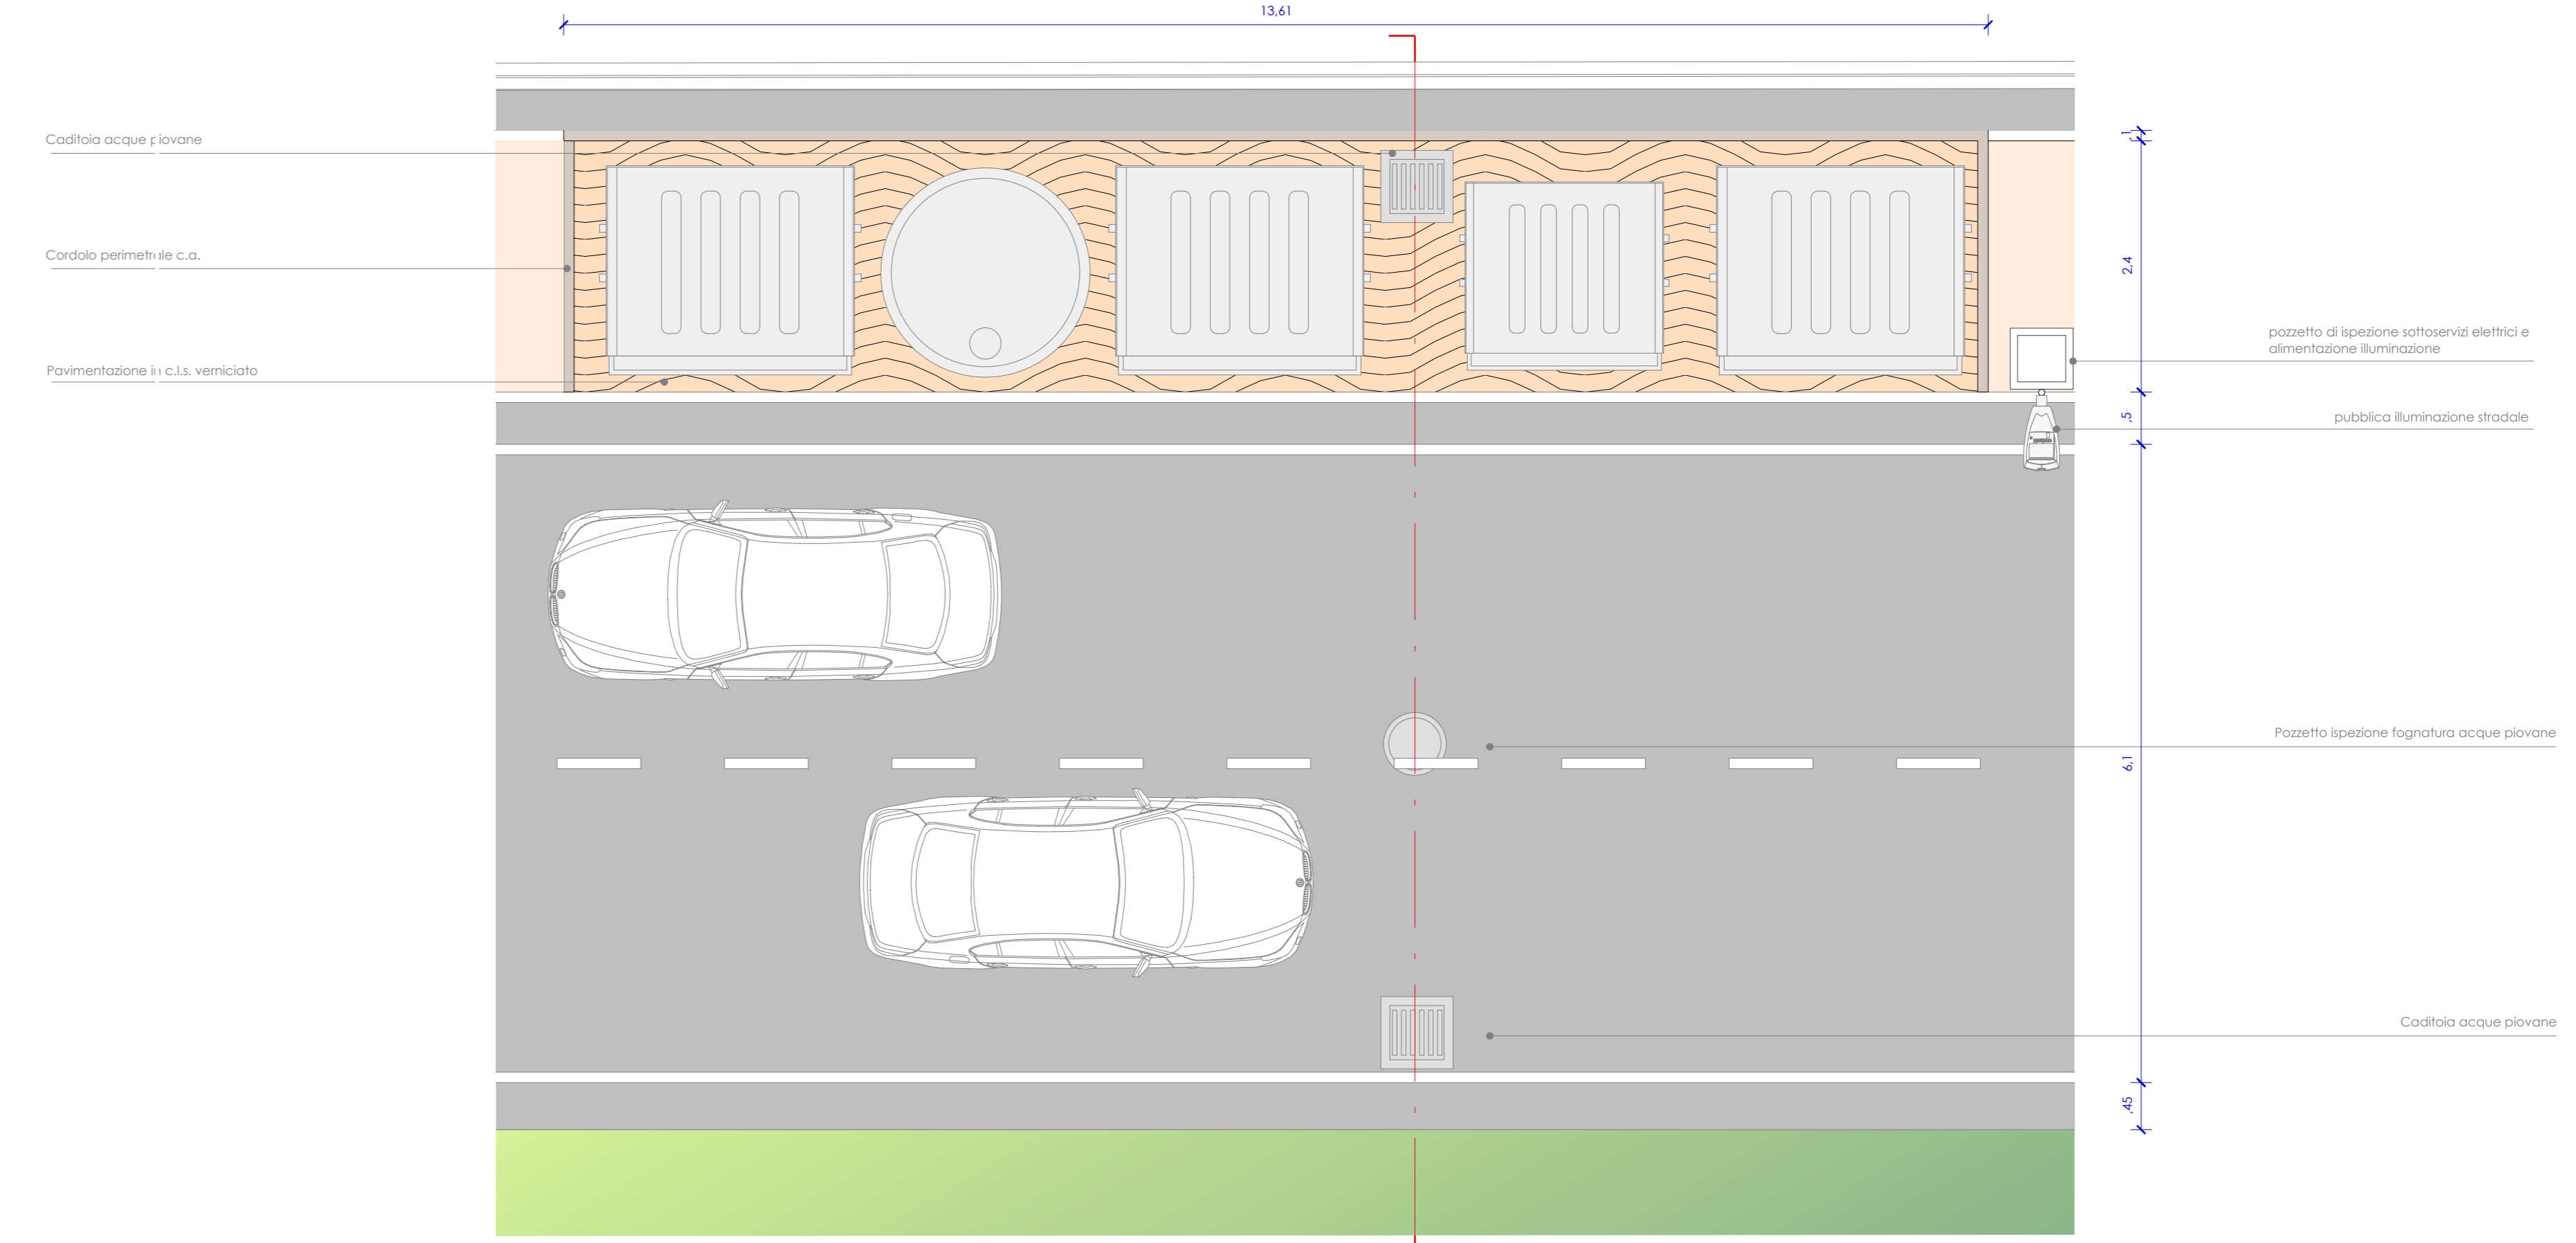 13,61
Caditoia acque piovane
,1
Cordolo perimetrale c.a.
2,4
pozzetto di ispezione sottoservizi elettrici e
alimentazione illuminazione
Pavimentazione in c.l.s. verniciato
,5
pubblica illuminazione stradale
Pozzetto ispezione fognatura acque piovane
6,1
Caditoia acque piovane
,45